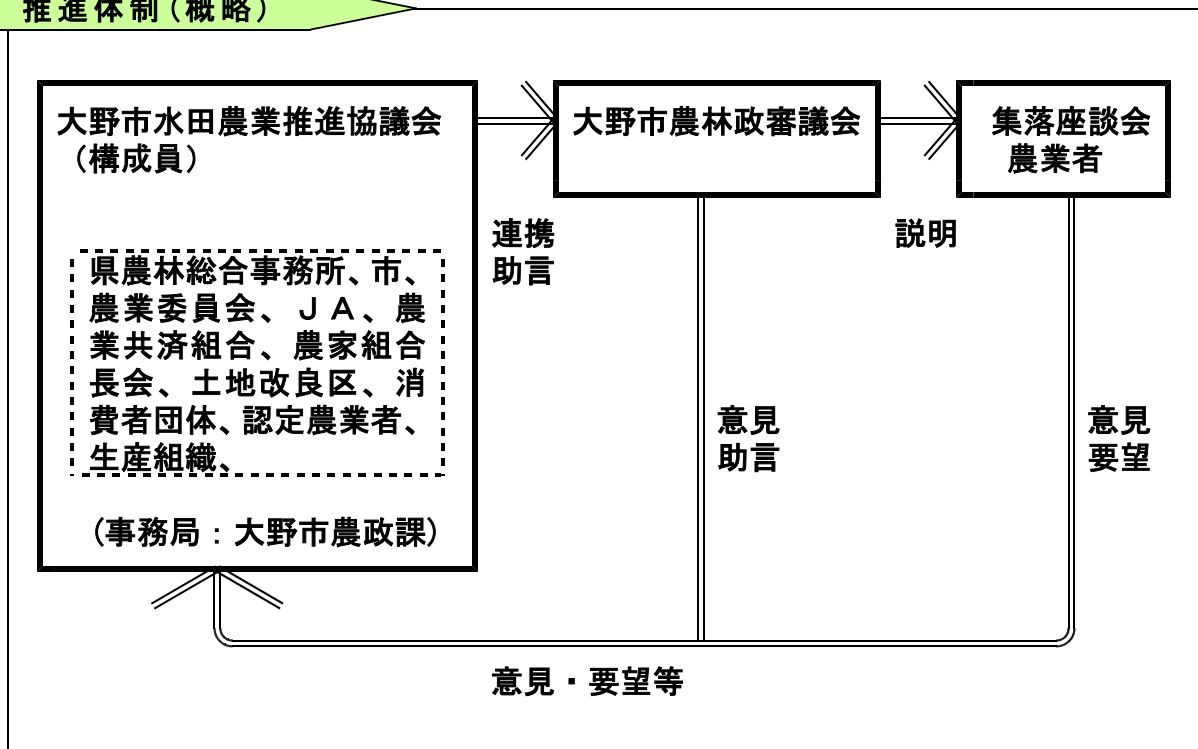 推進体制(概略)
大野市水田農業推進協議会
(構成員)
県農林総合事務所、市、
農業委員会、ＪＡ、農
業共済組合、農家組合
長会、土地改良区、消
費者団体、認定農業者、
生産組織、
(事務局：大野市農政課)
連携
助言
大野市農林政審議会
意見
助言
説明
集落座談会
農業者
意見
要望
意見・要望等